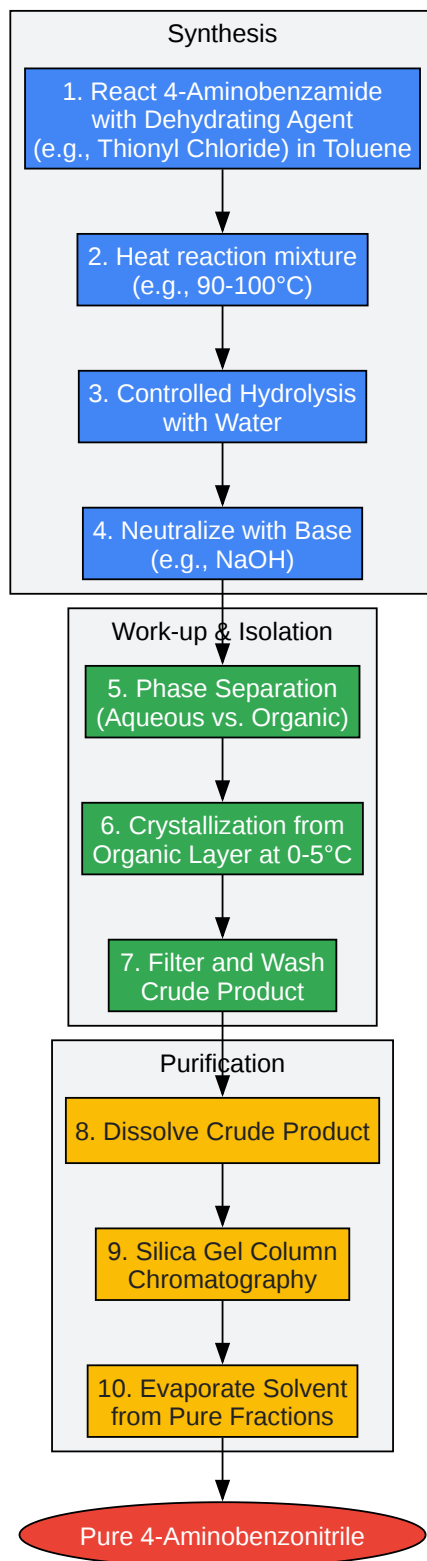 Synthesis
1. React 4-Aminobenzamide
with Dehydrating Agent
(e.g., Thionyl Chloride) in Toluene
2. Heat reaction mixture
(e.g., 90-100°C)
3. Controlled Hydrolysis
with Water
4. Neutralize with Base
(e.g., NaOH)
Work-up & Isolation
5. Phase Separation
(Aqueous vs. Organic)
6. Crystallization from
Organic Layer at 0-5°C
7. Filter and Wash
Crude Product
Purification
8. Dissolve Crude Product
9. Silica Gel Column
Chromatography
10. Evaporate Solvent
from Pure Fractions
Pure 4-Aminobenzonitrile